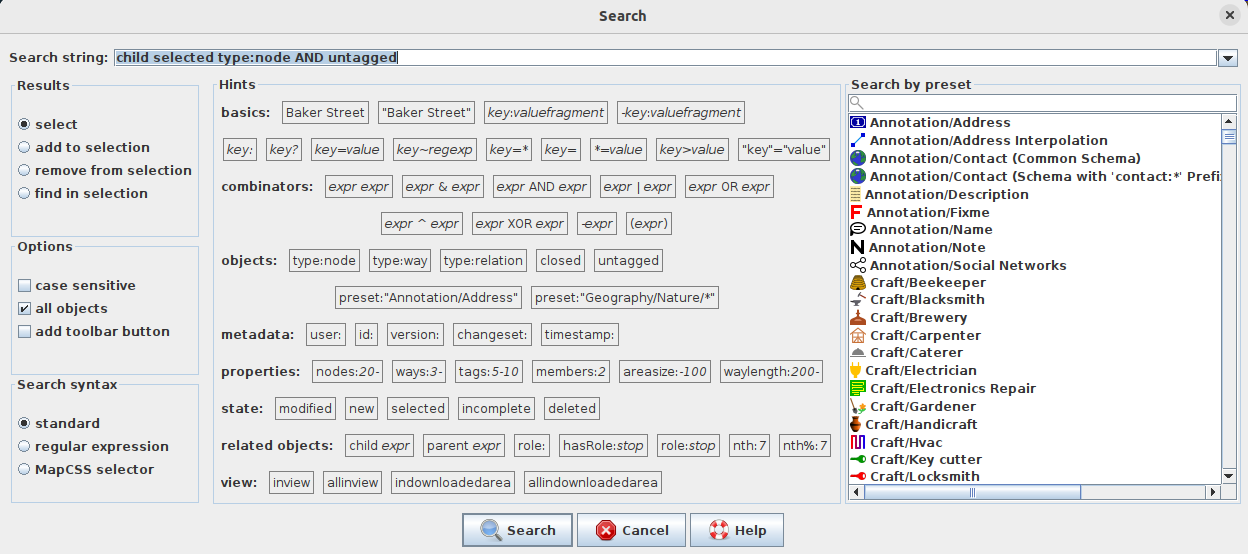 Search
Search string: child selected type:node AND untagged
Results
select
add to selection
remove from selection
find in selection
Options
case sensitive
all objects
add toolbar button
Search syntax
standard
regular expression
MapCSS selector
Hints
basics: Baker Street "Baker Street" key:valuefragment -key:valuefragment
key: key? key=value key~regexp key=* key= *=value key>value "key"="value"
combinators: expr expr expr & expr expr AND expr expr | expr expr OR expr
expr ^ expr expr XOR expr -expr (expr)
objects: type:node type:way type:relation closed untagged
preset:"Annotation/Address" preset:"Geography/Nature/*"
metadata: user: id: version: changeset: timestamp:
properties: nodes:20- ways:3- tags:5-10 members:2 areasize:-100 waylength:200-
state: modified new selected incomplete deleted
related objects: child expr parent expr role: hasRole:stop role:stop nth:7 nth%:7
view: inview allinview indownloadedarea allindownloadedarea
Search by preset
Annotation/Address
Annotation/Address Interpolation
Annotation/Contact (Common Schema)
Annotation/Contact (Schema with 'contact:*' Prefi
Annotation/Description
Annotation/Fixme
Annotation/Name
Annotation/Note
Annotation/Social Networks
Craft/Beekeeper
Craft/Blacksmith
Craft/Brewery
Craft/Carpenter
Craft/Caterer
Craft/Electrician
Craft/Electronics Repair
Craft/Gardener
Craft/Handicraft
Craft/Hvac
Craft/Key cutter
Craft/Locksmith
Search Cancel Help